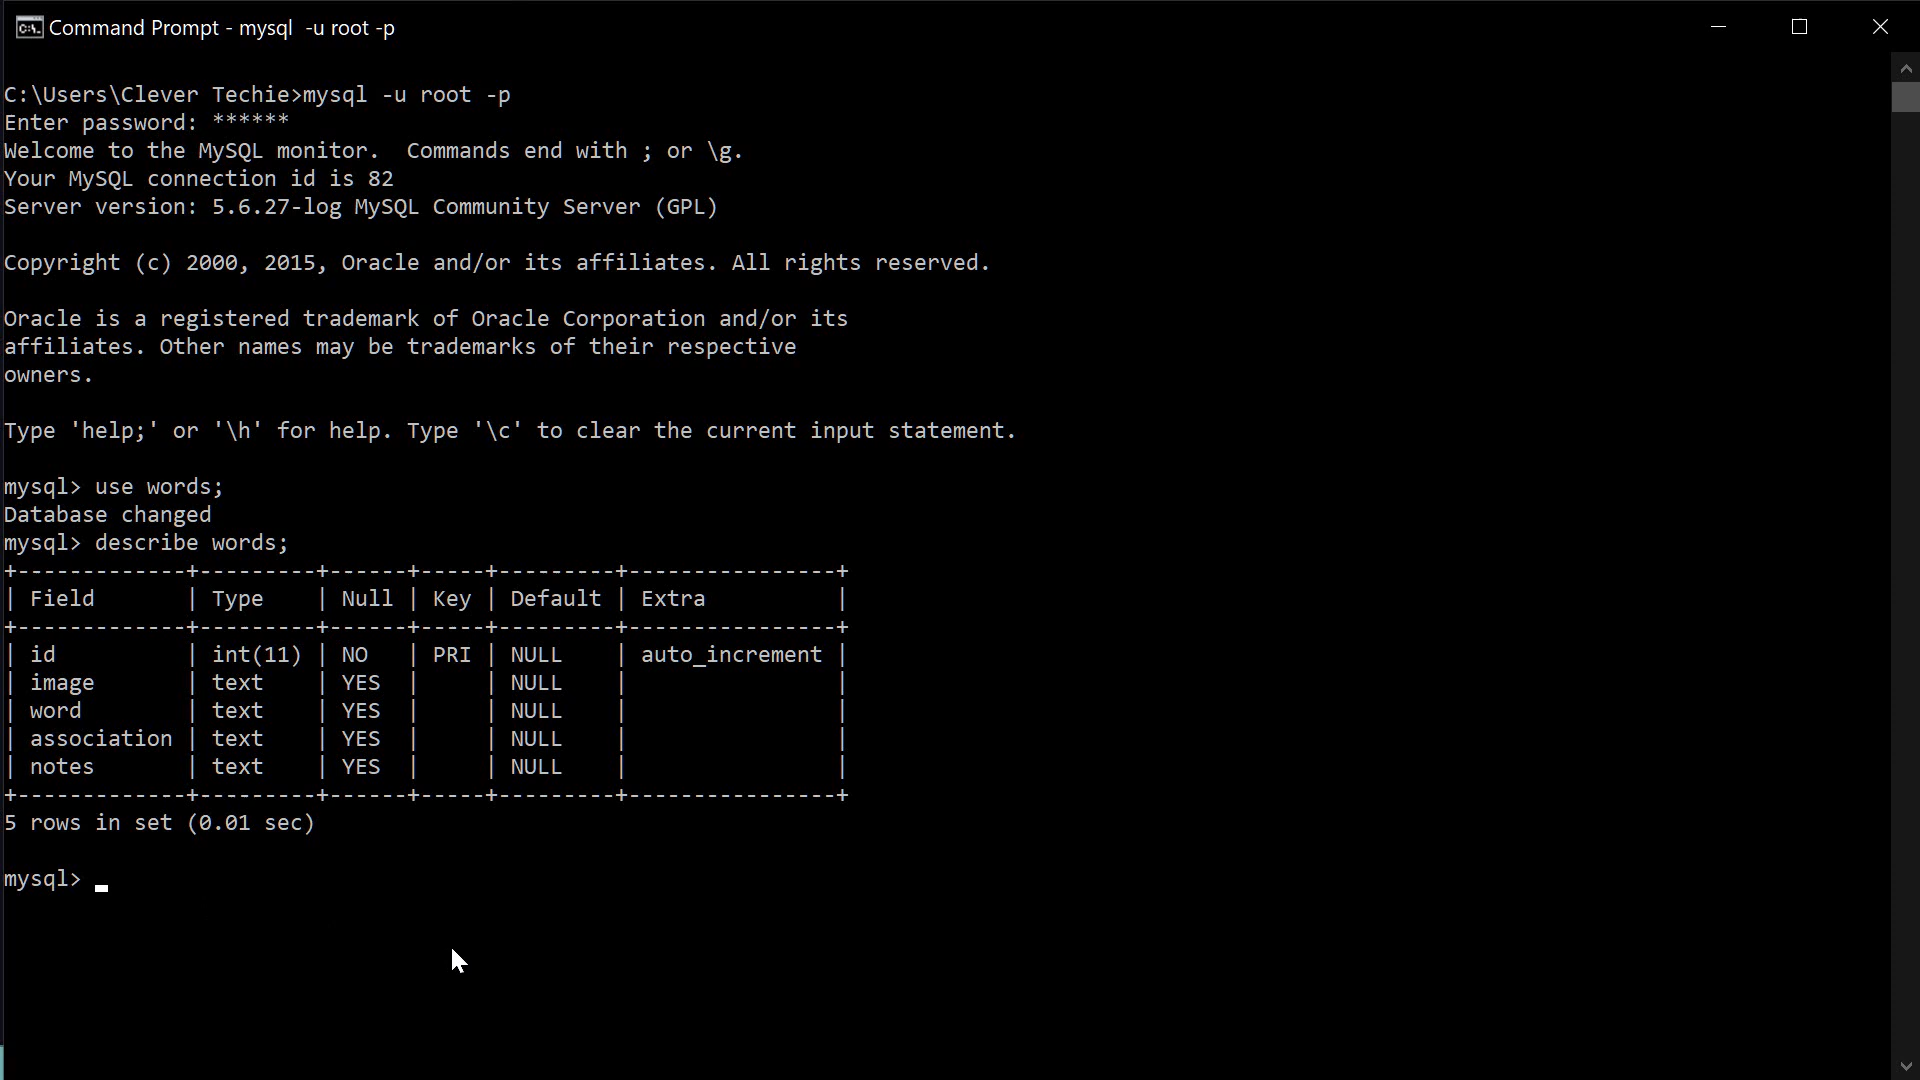 Command Prompt - mysql  -u root -p
C:\Users\Clever Techie>mysql -u root -p
Enter password: ******
Welcome to the MySQL monitor.  Commands end with ; or \g.
Your MySQL connection id is 82
Server version: 5.6.27-log MySQL Community Server (GPL)
Copyright (c) 2000, 2015, Oracle and/or its affiliates. All rights reserved.
Oracle is a registered trademark of Oracle Corporation and/or its
affiliates. Other names may be trademarks of their respective
owners.
Type 'help;' or '\h' for help. Type '\c' to clear the current input statement.
mysql> use words;
Database changed
mysql> describe words;
+-------------+---------+------+-----+---------+----------------+
| Field       | Type    | Null | Key | Default | Extra          |
+-------------+---------+------+-----+---------+----------------+
| id          | int(11) | NO   | PRI | NULL    | auto_increment |
| image       | text    | YES  |     | NULL    |                |
| word        | text    | YES  |     | NULL    |                |
| association | text    | YES  |     | NULL    |                |
| notes       | text    | YES  |     | NULL    |                |
+-------------+---------+------+-----+---------+----------------+
5 rows in set (0.01 sec)
mysql>